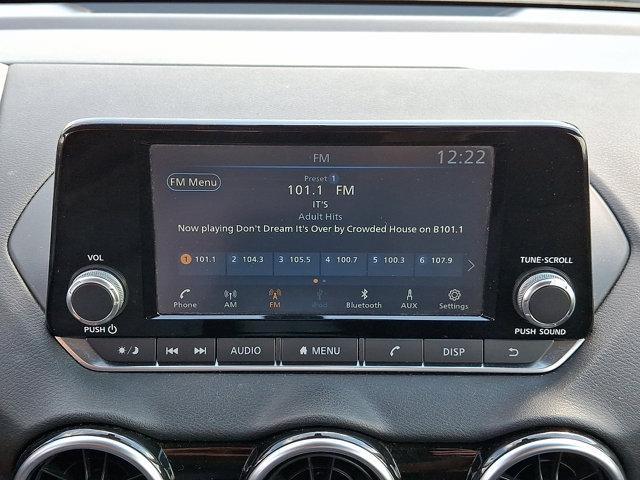 FM
12:22
FM Menu
Preset 1
101.1 FM
IT'S
Adult Hits
Now playing Don't Dream It's Over by Crowded House on B101.1
1 101.1 2 104.3 3 105.5 4 100.7 5 100.3 6 107.9
Phone AM FM iPod Bluetooth AUX Settings
VOL
PUSH
TUNE·SCROLL
PUSH SOUND
AUDIO MENU DISP